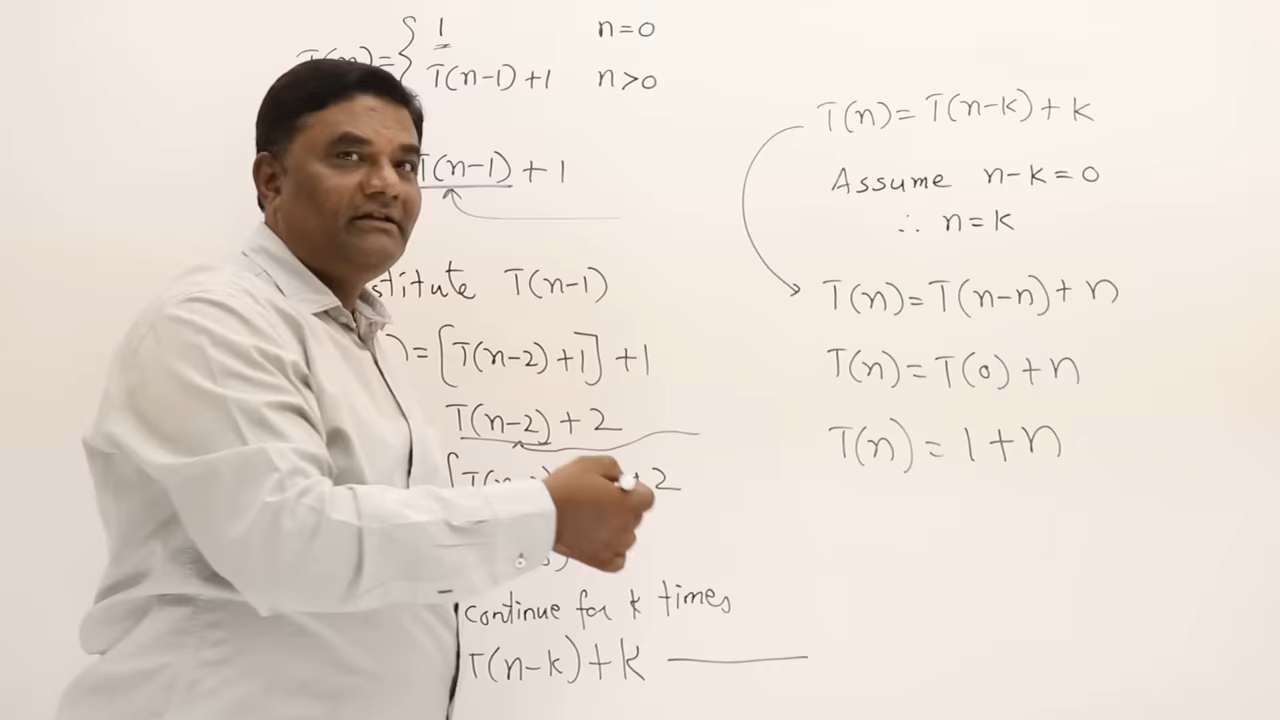 T(n)= { 1 n=0
T(n-1)+1 n>0
T(n-1)+1
stitute T(n-1)
)=[T(n-2)+1]+1
T(n-2)+2
+2
continue for k times
T(n-k)+k
T(n)=T(n-k)+k
Assume n-k=0
∴ n=k
T(n)=T(n-n)+n
T(n)=T(0)+n
T(n)=1+n